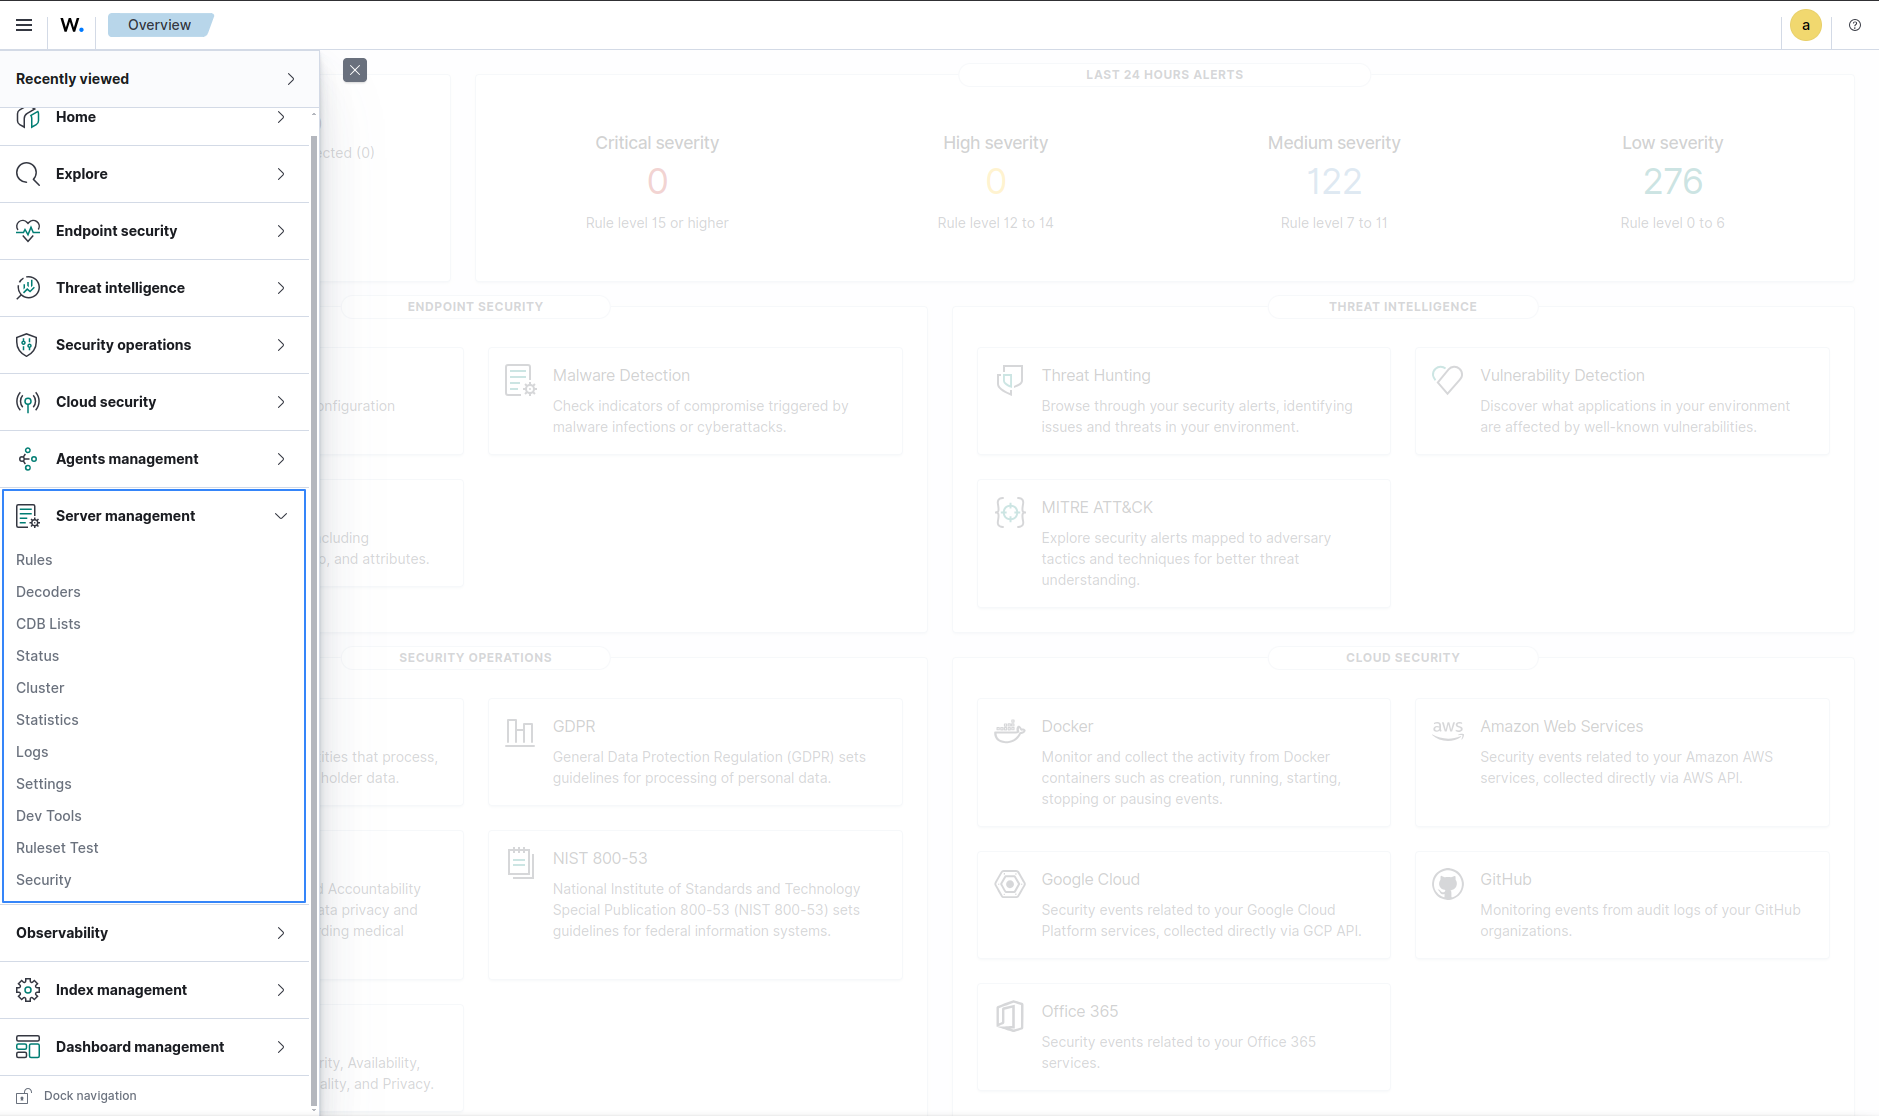 W.
Overview
a
Recently viewed
Home
Explore
Endpoint security
Threat intelligence
Security operations
Cloud security
Agents management
Server management
Rules
Decoders
CDB Lists
Status
Cluster
Statistics
Logs
Settings
Dev Tools
Ruleset Test
Security
Observability
Index management
Dashboard management
Dock navigation
(0)
LAST 24 HOURS ALERTS
Critical severity
0
Rule level 15 or higher
High severity
0
Rule level 12 to 14
Medium severity
122
Rule level 7 to 11
Low severity
276
Rule level 0 to 6
ENDPOINT SECURITY
Malware Detection
Check indicators of compromise triggered by
malware infections or cyberattacks.
and attributes.
THREAT INTELLIGENCE
Threat Hunting
Browse through your security alerts, identifying
issues and threats in your environment.
Vulnerability Detection
Discover what applications in your environment
are affected by well-known vulnerabilities.
MITRE ATT&CK
Explore security alerts mapped to adversary
tactics and techniques for better threat
understanding.
SECURITY OPERATIONS
that process,
holder data.
GDPR
General Data Protection Regulation (GDPR) sets
guidelines for processing of personal data.
Accountability
privacy and
medical
NIST 800-53
National Institute of Standards and Technology
Special Publication 800-53 (NIST 800-53) sets
guidelines for federal information systems.
Availability,
and Privacy.
CLOUD SECURITY
Docker
Monitor and collect the activity from Docker
containers such as creation, running, starting,
stopping or pausing events.
aws
Amazon Web Services
Security events related to your Amazon AWS
services, collected directly via AWS API.
Google Cloud
Security events related to your Google Cloud
Platform services, collected directly via GCP API.
GitHub
Monitoring events from audit logs of your GitHub
organizations.
Office 365
Security events related to your Office 365
services.